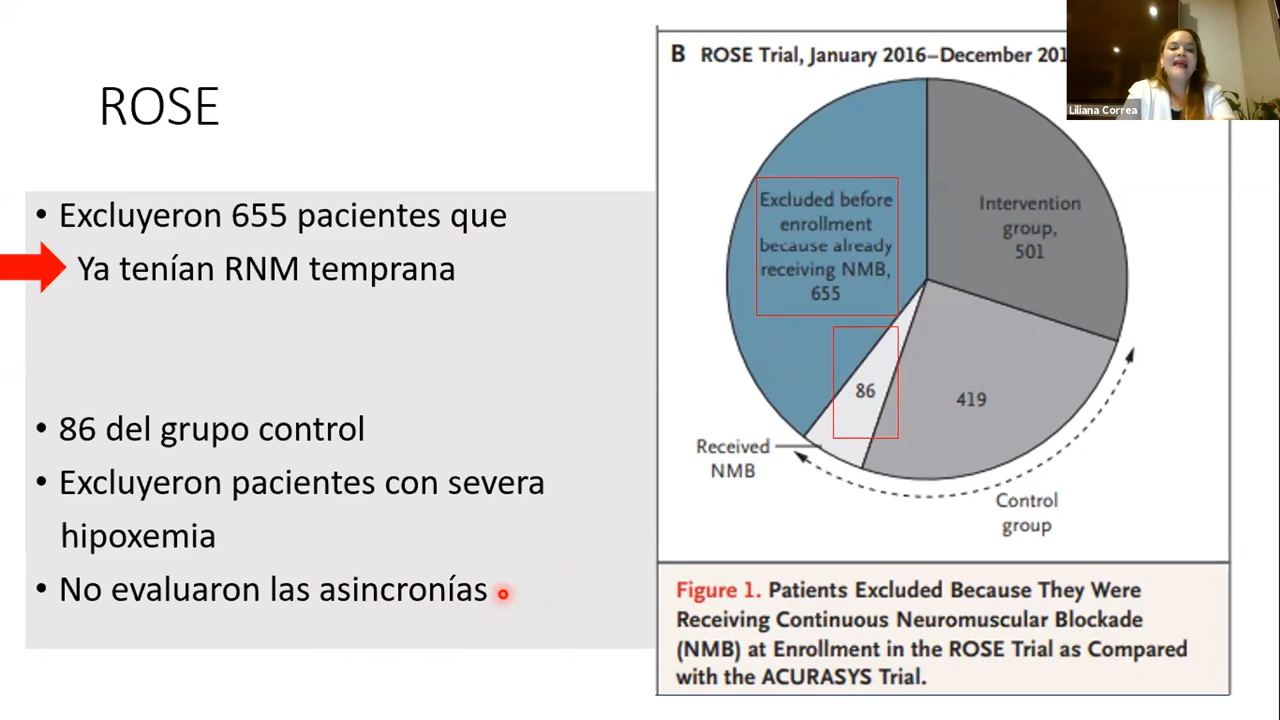 ROSE
• Excluyeron 655 pacientes que
Ya tenían RNM temprana
• 86 del grupo control
• Excluyeron pacientes con severa
hipoxemia
• No evaluaron las asincronías
B ROSE Trial, January 2016–December 201
Excluded before
enrollment
because already
receiving NMB,
655
Intervention
group,
501
86
419
Received
NMB
Control
group
Figure 1. Patients Excluded Because They Were
Receiving Continuous Neuromuscular Blockade
(NMB) at Enrollment in the ROSE Trial as Compared
with the ACURASYS Trial.
Liliana Correa